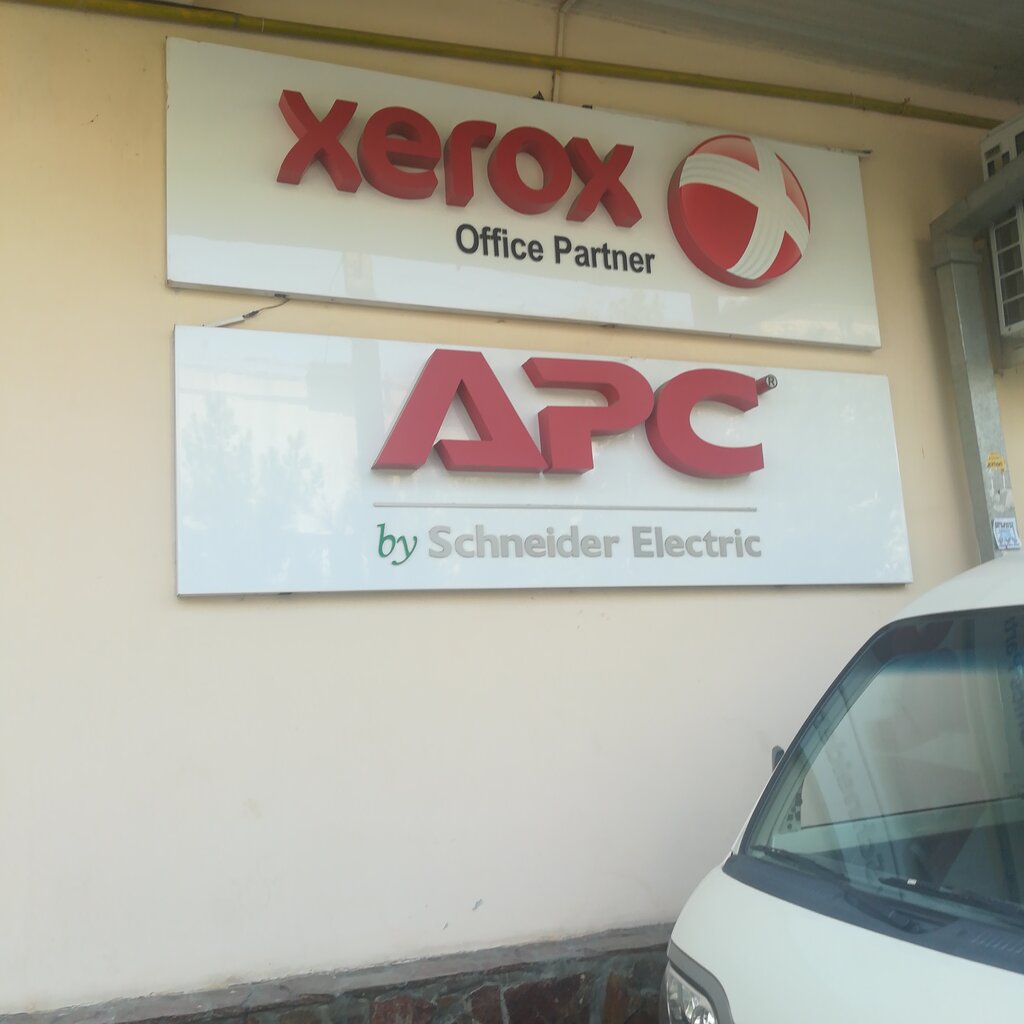 xerox
Office Partner
APC®
by Schneider Electric